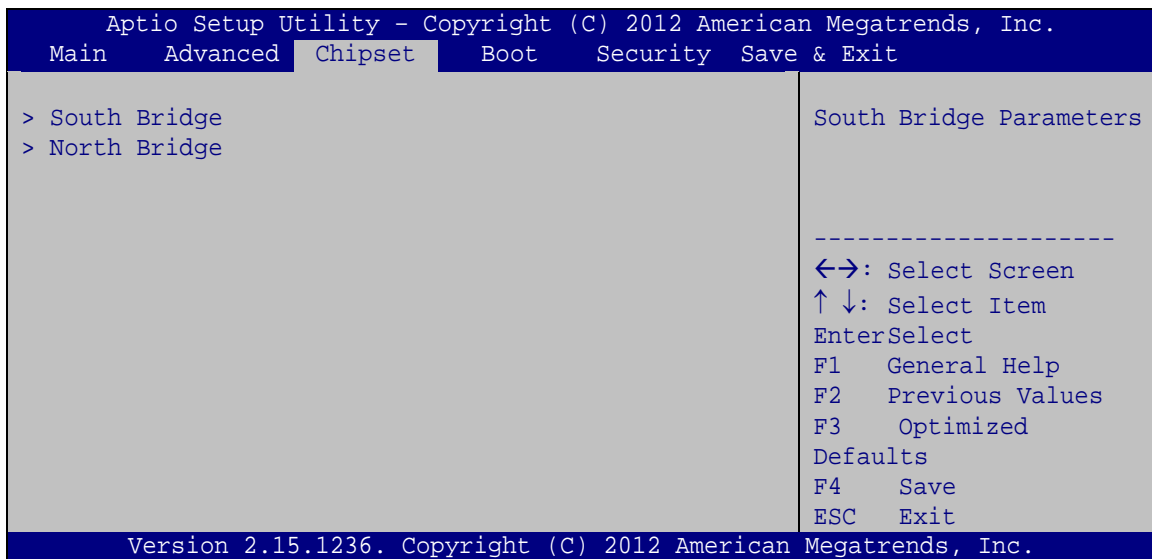 Aptio Setup Utility – Copyright (C) 2012 American Megatrends, Inc.
Main Advanced Chipset Boot Security Save & Exit
> South Bridge
> North Bridge
South Bridge Parameters
----------------------
←→: Select Screen
↑ ↓: Select Item
EnterSelect
F1 General Help
F2 Previous Values
F3 Optimized
Defaults
F4 Save
ESC Exit
Version 2.15.1236. Copyright (C) 2012 American Megatrends, Inc.